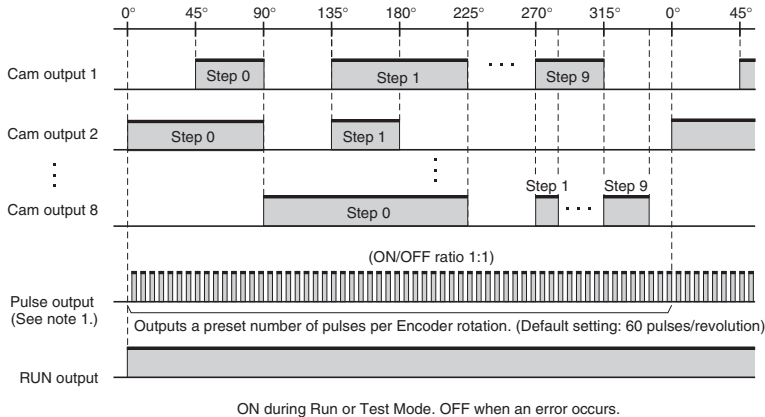 0° 45° 90° 135° 180° 225° 270° 315° 0° 45°
Cam output 1 Step 0 Step 1 Step 9
Cam output 2 Step 0 Step 1
Step 1 Step 9
Cam output 8 Step 0
(ON/OFF ratio 1:1)
Pulse output
(See note 1.)
Outputs a preset number of pulses per Encoder rotation. (Default setting: 60 pulses/revolution)
RUN output
ON during Run or Test Mode. OFF when an error occurs.